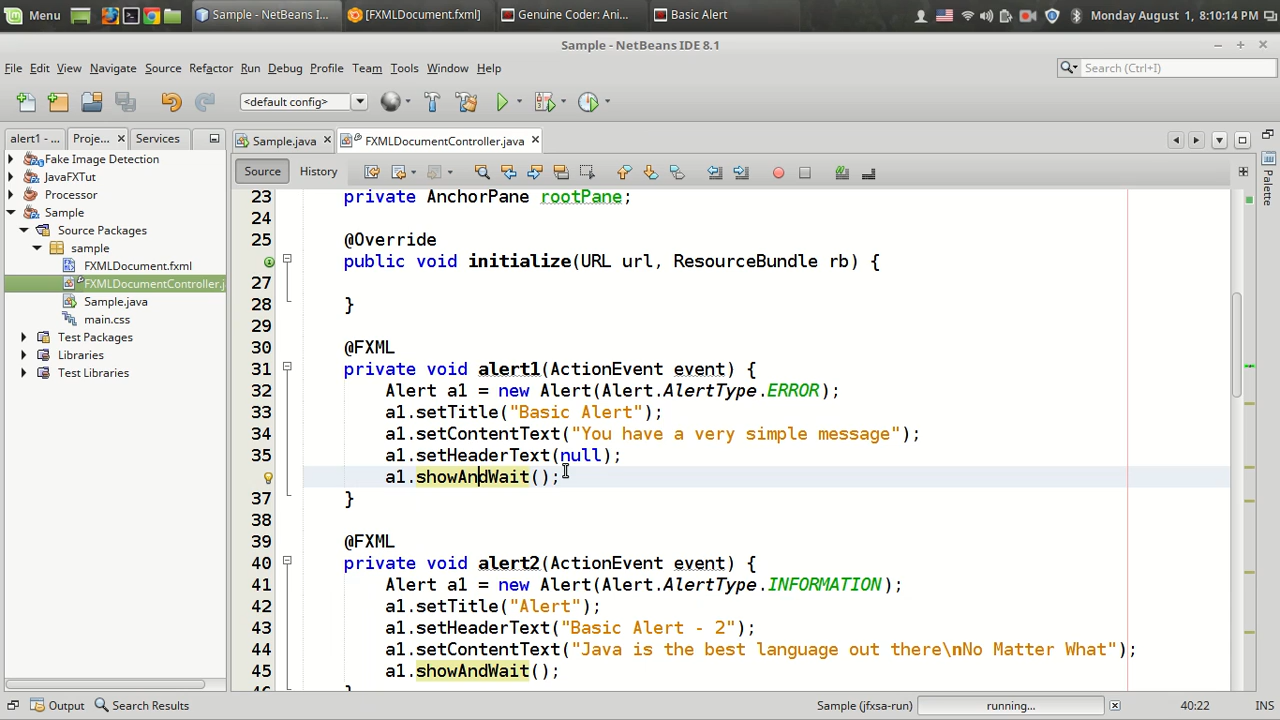 Menu
Sample - NetBeans I...
[FXMLDocument.fxml]
Genuine Coder: Ani...
Basic Alert
Monday August 1, 8:10:14 PM
Sample - NetBeans IDE 8.1
File Edit View Navigate Source Refactor Run Debug Profile Team Tools Window Help
Search (Ctrl+I)
<default config>
alert1 - ...
Proje...
Services
Sample.java
FXMLDocumentController.java
Source
History
Palette
Fake Image Detection
JavaFXTut
Processor
Sample
Source Packages
sample
FXMLDocument.fxml
FXMLDocumentController.j
Sample.java
main.css
Test Packages
Libraries
Test Libraries
23 private AnchorPane rootPane;
24
25 @Override
public void initialize(URL url, ResourceBundle rb) {
27
28 }
29
30 @FXML
31 private void alert1(ActionEvent event) {
32 Alert a1 = new Alert(Alert.AlertType.ERROR);
33 a1.setTitle("Basic Alert");
34 a1.setContentText("You have a very simple message");
35 a1.setHeaderText(null);
a1.showAndWait();
37 }
38
39 @FXML
40 private void alert2(ActionEvent event) {
41 Alert a1 = new Alert(Alert.AlertType.INFORMATION);
42 a1.setTitle("Alert");
43 a1.setHeaderText("Basic Alert - 2");
44 a1.setContentText("Java is the best language out there\nNo Matter What");
45 a1.showAndWait();
Output
Search Results
Sample (jfxsa-run)
running...
40:22
INS